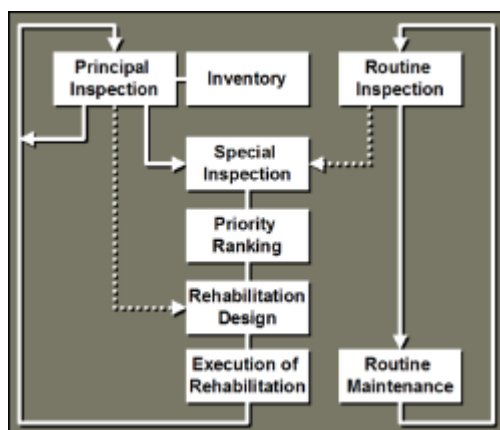 Principal
Inspection
Inventory
Routine
Inspection
Special
Inspection
Priority
Ranking
Rehabilitation
Design
Execution of
Rehabilitation
Routine
Maintenance